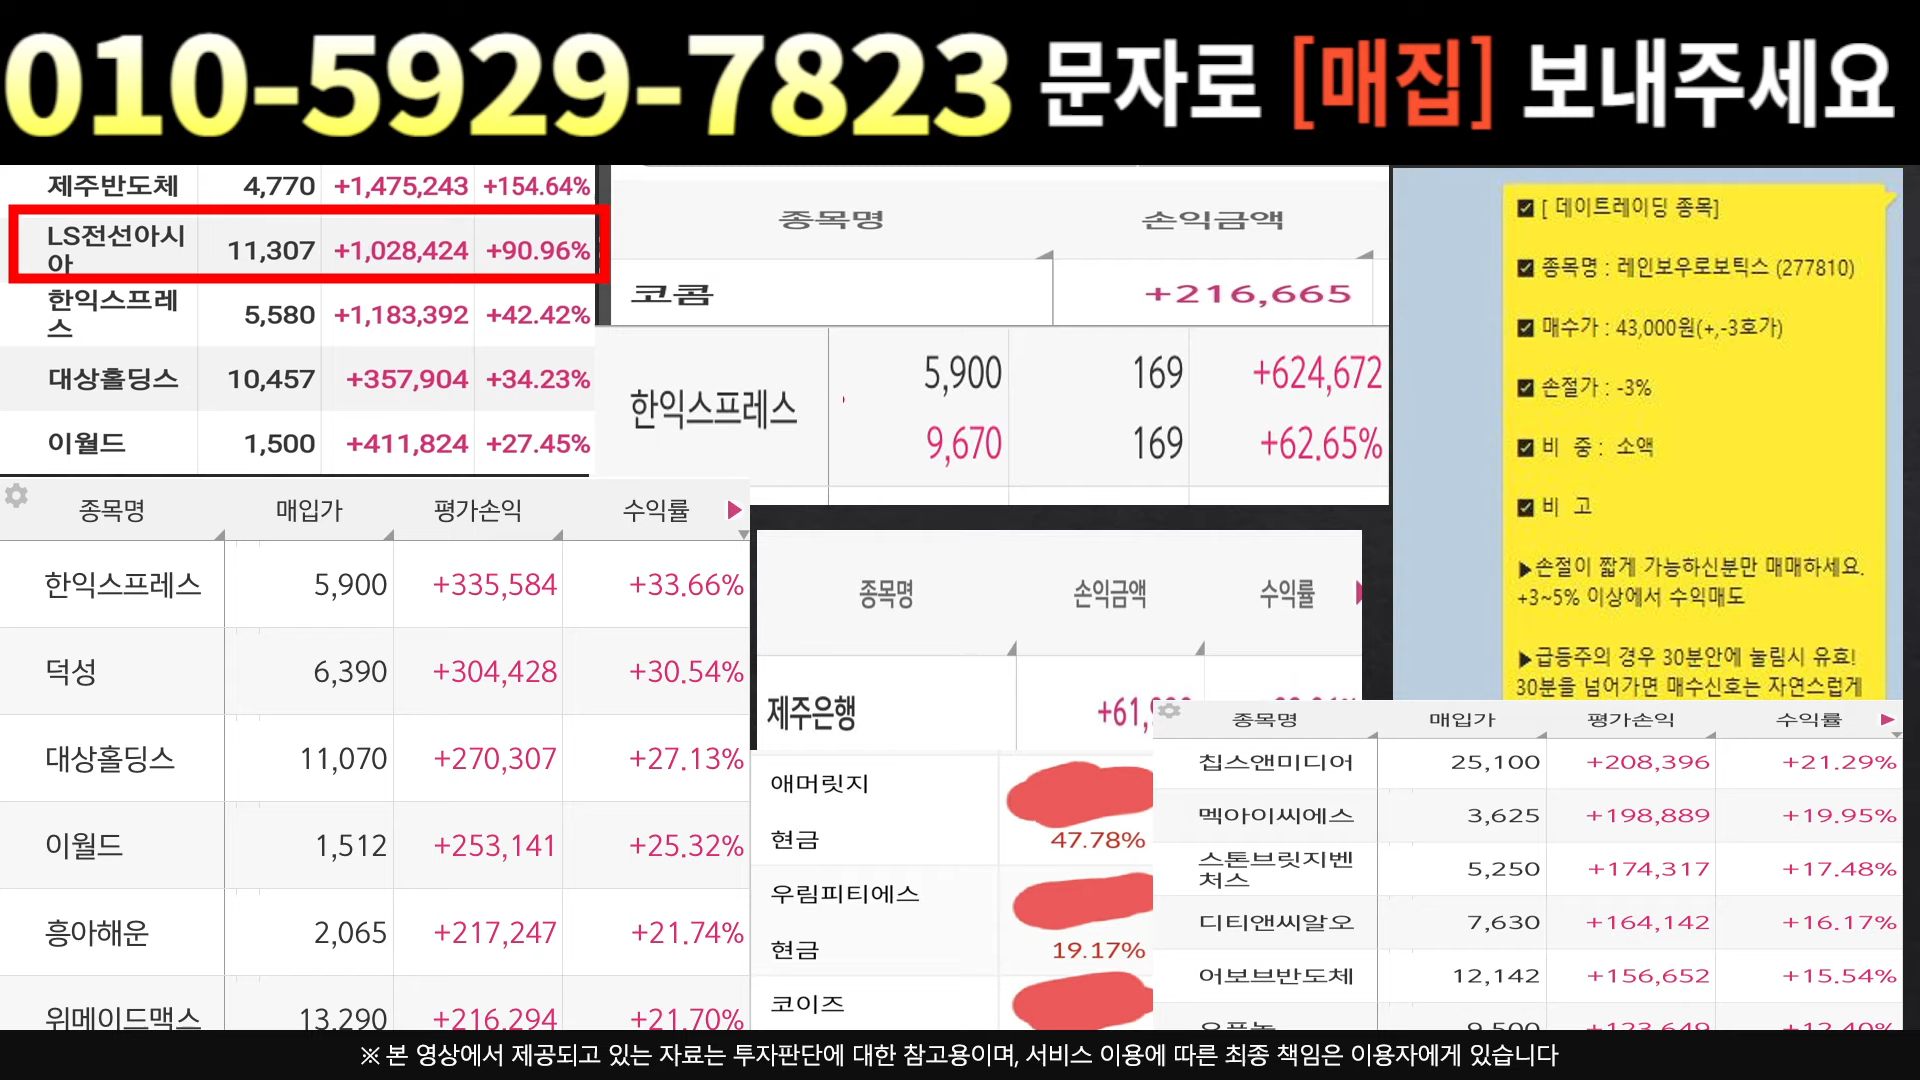 010-5929-7823 문자로 [매집] 보내주세요
제주반도체 4,770 +1,475,243 +154.64%
LS전선아시아 11,307 +1,028,424 +90.96%
한익스프레스 5,580 +1,183,392 +42.42%
대상홀딩스 10,457 +357,904 +34.23%
이월드 1,500 +411,824 +27.45%
종목명 손익금액
코콤 +216,665
한익스프레스 5,900 169 +624,672
9,670 169 +62.65%
☑ [ 데이트레이딩 종목]
☑ 종목명 : 레인보우로보틱스 (277810)
☑ 매수가 : 43,000원(+,-3호가)
☑ 손절가 : -3%
☑ 비 중 : 소액
☑ 비 고
▶손절이 짧게 가능하신분만 매매하세요.
+3~5% 이상에서 수익매도
▶급등주의 경우 30분안에 눌림시 유효!
30분을 넘어가면 매수신호는 자연스럽게
종목명 매입가 평가손익 수익률
한익스프레스 5,900 +335,584 +33.66%
덕성 6,390 +304,428 +30.54%
대상홀딩스 11,070 +270,307 +27.13%
이월드 1,512 +253,141 +25.32%
흥아해운 2,065 +217,247 +21.74%
위메이드맥스 13,290 +216,294 +21.70%
종목명 손익금액 수익률
제주은행 +61,
애머릿지
현금 47.78%
우림피티에스
현금 19.17%
코이즈
종목명 매입가 평가손익 수익률
칩스앤미디어 25,100 +208,396 +21.29%
멕아이씨에스 3,625 +198,889 +19.95%
스톤브릿지벤처스 5,250 +174,317 +17.48%
디티앤씨알오 7,630 +164,142 +16.17%
어보브반도체 12,142 +156,652 +15.54%
※ 본 영상에서 제공되고 있는 자료는 투자판단에 대한 참고용이며, 서비스 이용에 따른 최종 책임은 이용자에게 있습니다